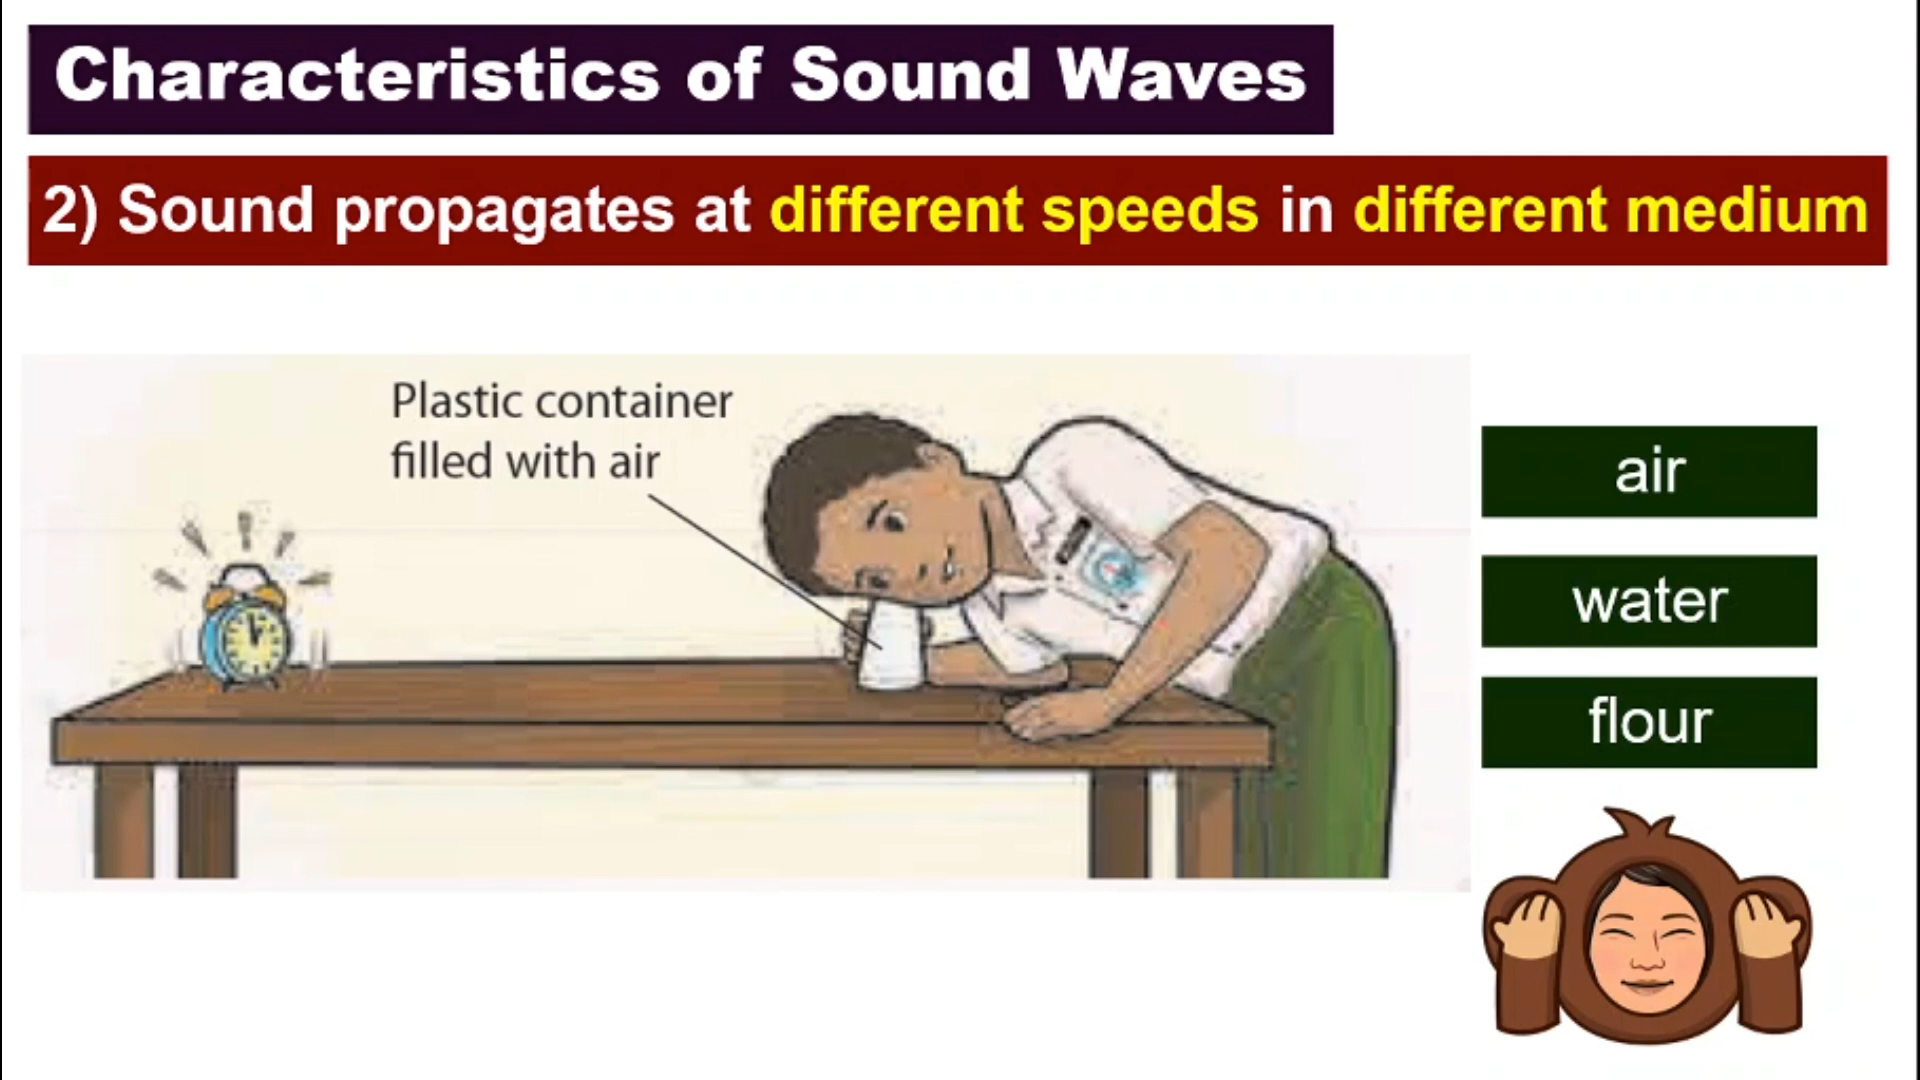 Characteristics of Sound Waves
2) Sound propagates at different speeds in different medium
Plastic container
filled with air
air
water
flour